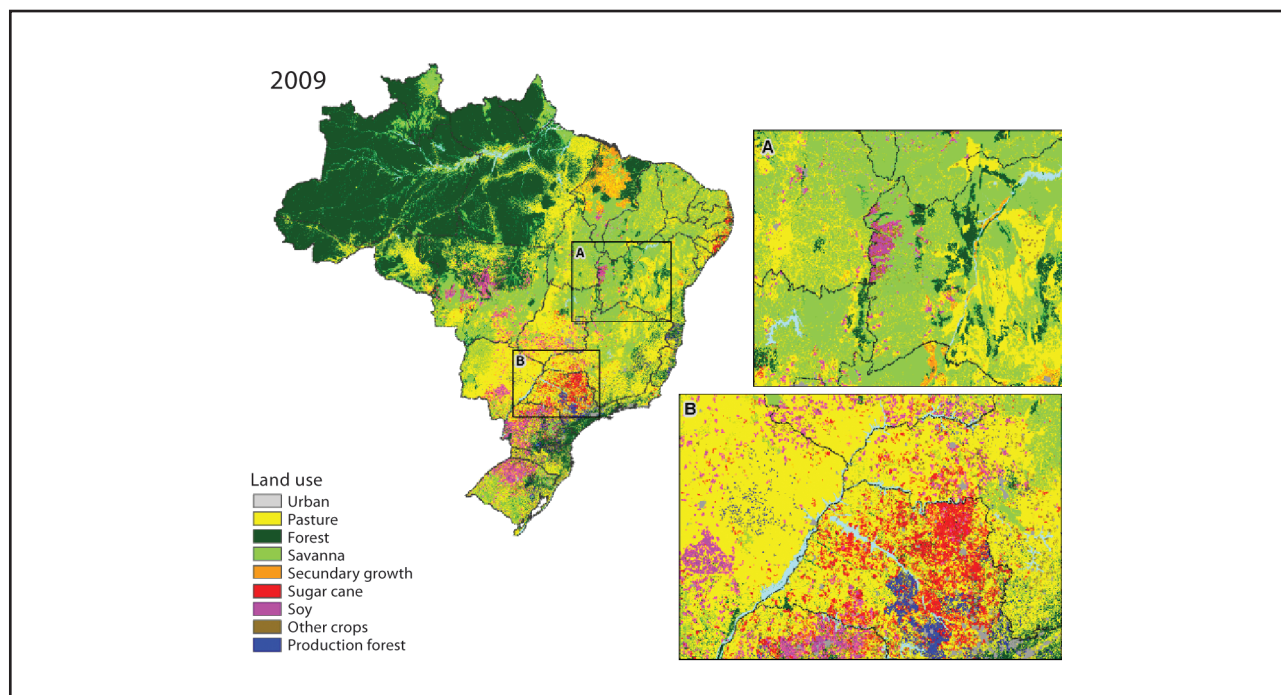 2009
A
B
A
B
Land use
Urban
Pasture
Forest
Savanna
Secundary growth
Sugar cane
Soy
Other crops
Production forest